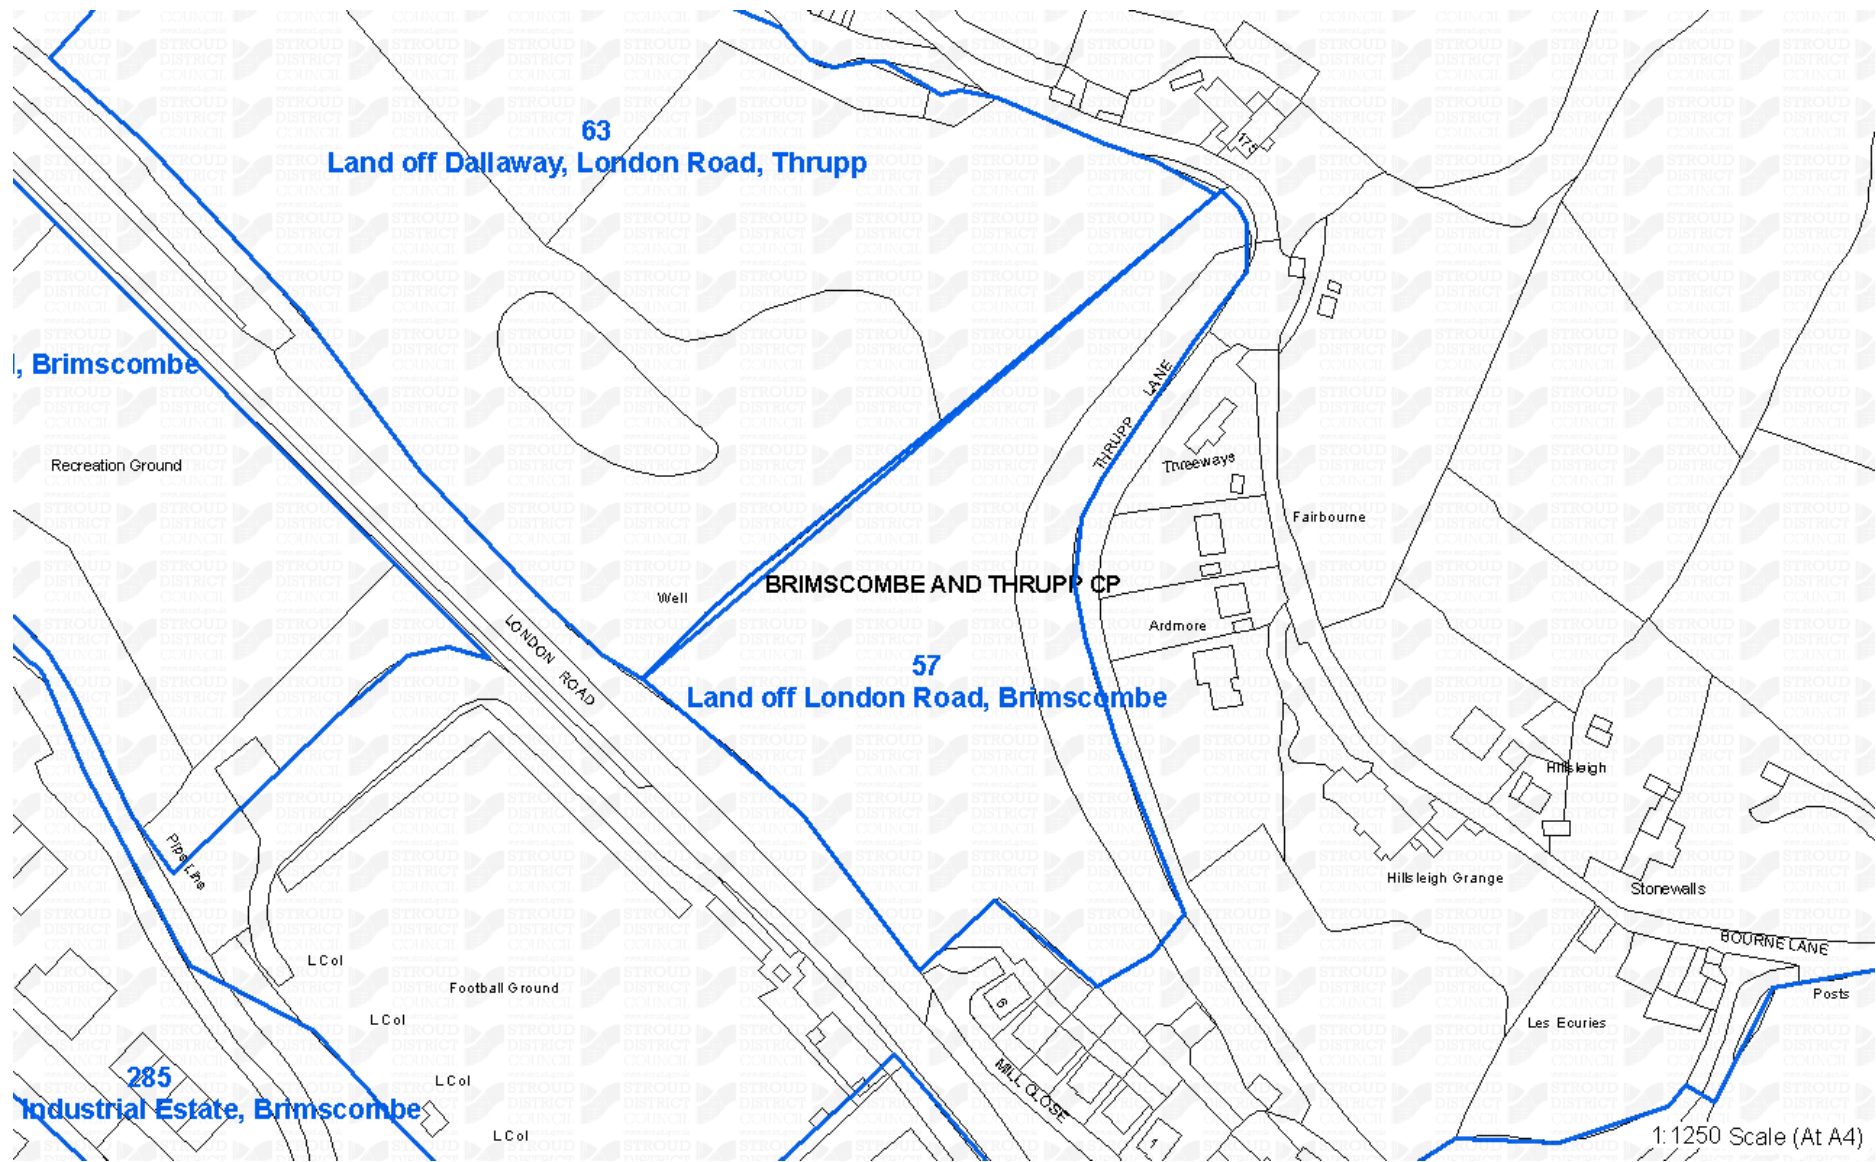 63
Land off Dallaway, London Road, Thrupp
175
, Brimscombe
Recreation Ground
THRUPP LANE
Threeways
Fairbourne
Well
BRIMSCOMBE AND THRUPP CP
Ardmore
LONDON ROAD
57
Land off London Road, Brimscombe
Hillsleigh
Pipe Line
Hillsleigh Grange
Stonewalls
BOURNE LANE
L Col
Football Ground
6
Posts
L Col
Les Ecuries
285
Industrial Estate, Brimscombe
L Col
MILL CLOSE
L Col
1
1:1250 Scale (At A4)
STROUD
DISTRICT
COUNCIL